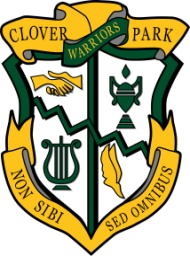 CLOVER PARK
WARRIORS
NON SIBI
SED OMNIBUS